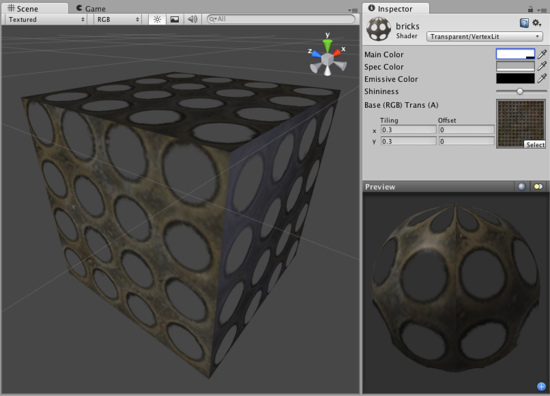 Scene
Game
Textured
RGB
All
y
x
z
Inspector
bricks
Shader
Transparent/VertexLit
Main Color
Spec Color
Emissive Color
Shininess
Base (RGB) Trans (A)
Tiling
Offset
x
0.3
0
y
0.3
0
Select
Preview